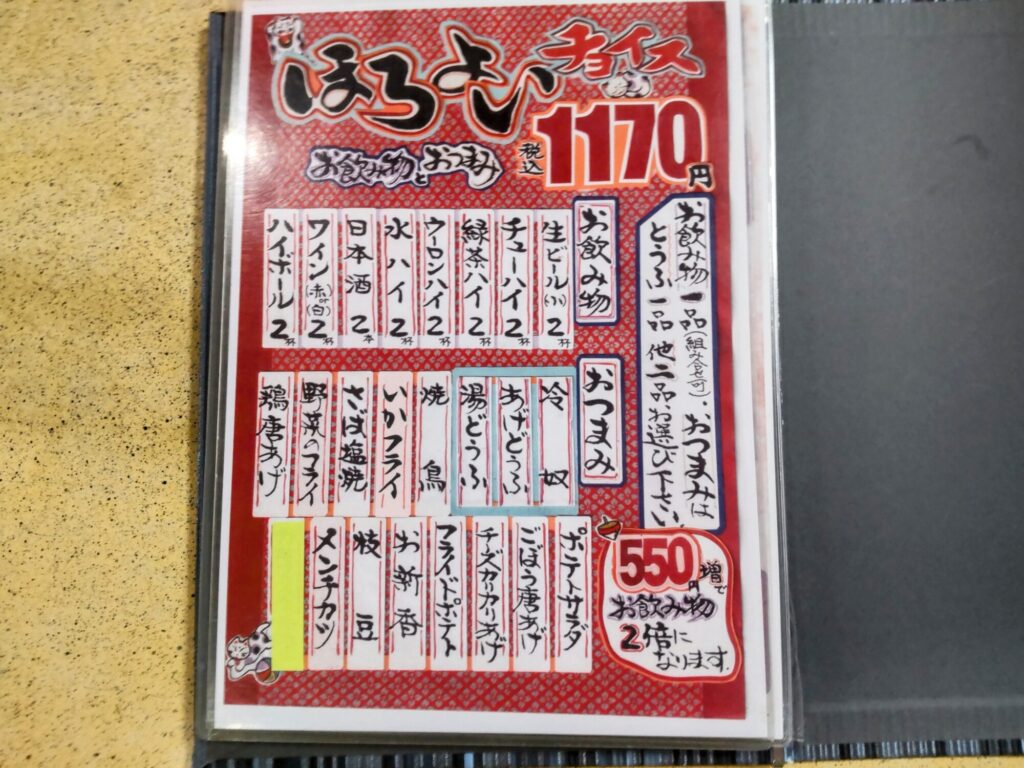 ほろよい
チョイス
税込
1170円
お飲み物とおつまみ
お飲み物一品(組み合せ可)・おつまみは
とうふ一品他二品お選び下さい
お飲み物
生ビール(小)2杯
チューハイ2杯
緑茶ハイ2杯
ウーロンハイ2杯
水ハイ2杯
日本酒2本
ワイン(赤or白)2杯
ハイボール2杯
おつまみ
冷奴
あげどうふ
湯どうふ
焼鳥
いかフライ
さば塩焼
野菜のフライ
鶏唐あげ
ポテトサラダ
ごぼう唐あげ
チーズカリカリあげ
フライドポテト
お新香
枝豆
メンチカツ
550円増で
お飲み物
2倍に
なります.